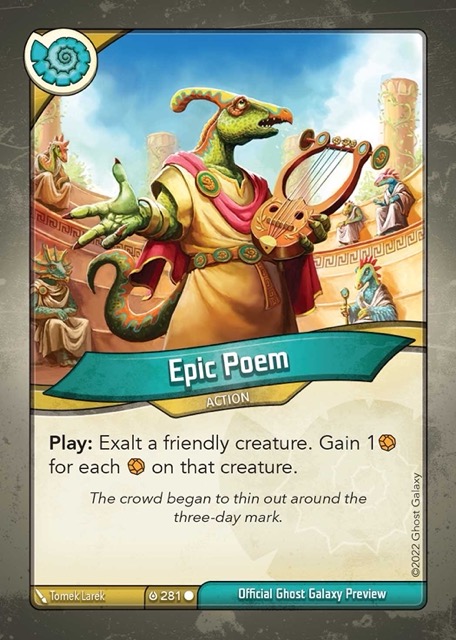 Epic Poem
ACTION
Play: Exalt a friendly creature. Gain 1
for each on that creature.
The crowd began to thin out around the
three-day mark.
©2022 Ghost Galaxy
Tomek Larek
281
Official Ghost Galaxy Preview